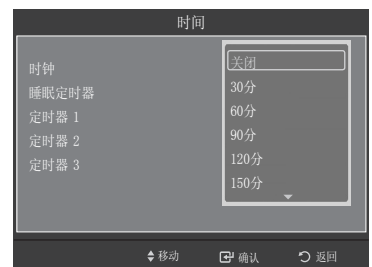 时间
时钟
睡眠定时器
定时器 1
定时器 2
定时器 3
关闭
30分
60分
90分
120分
150分
移动 确认 返回